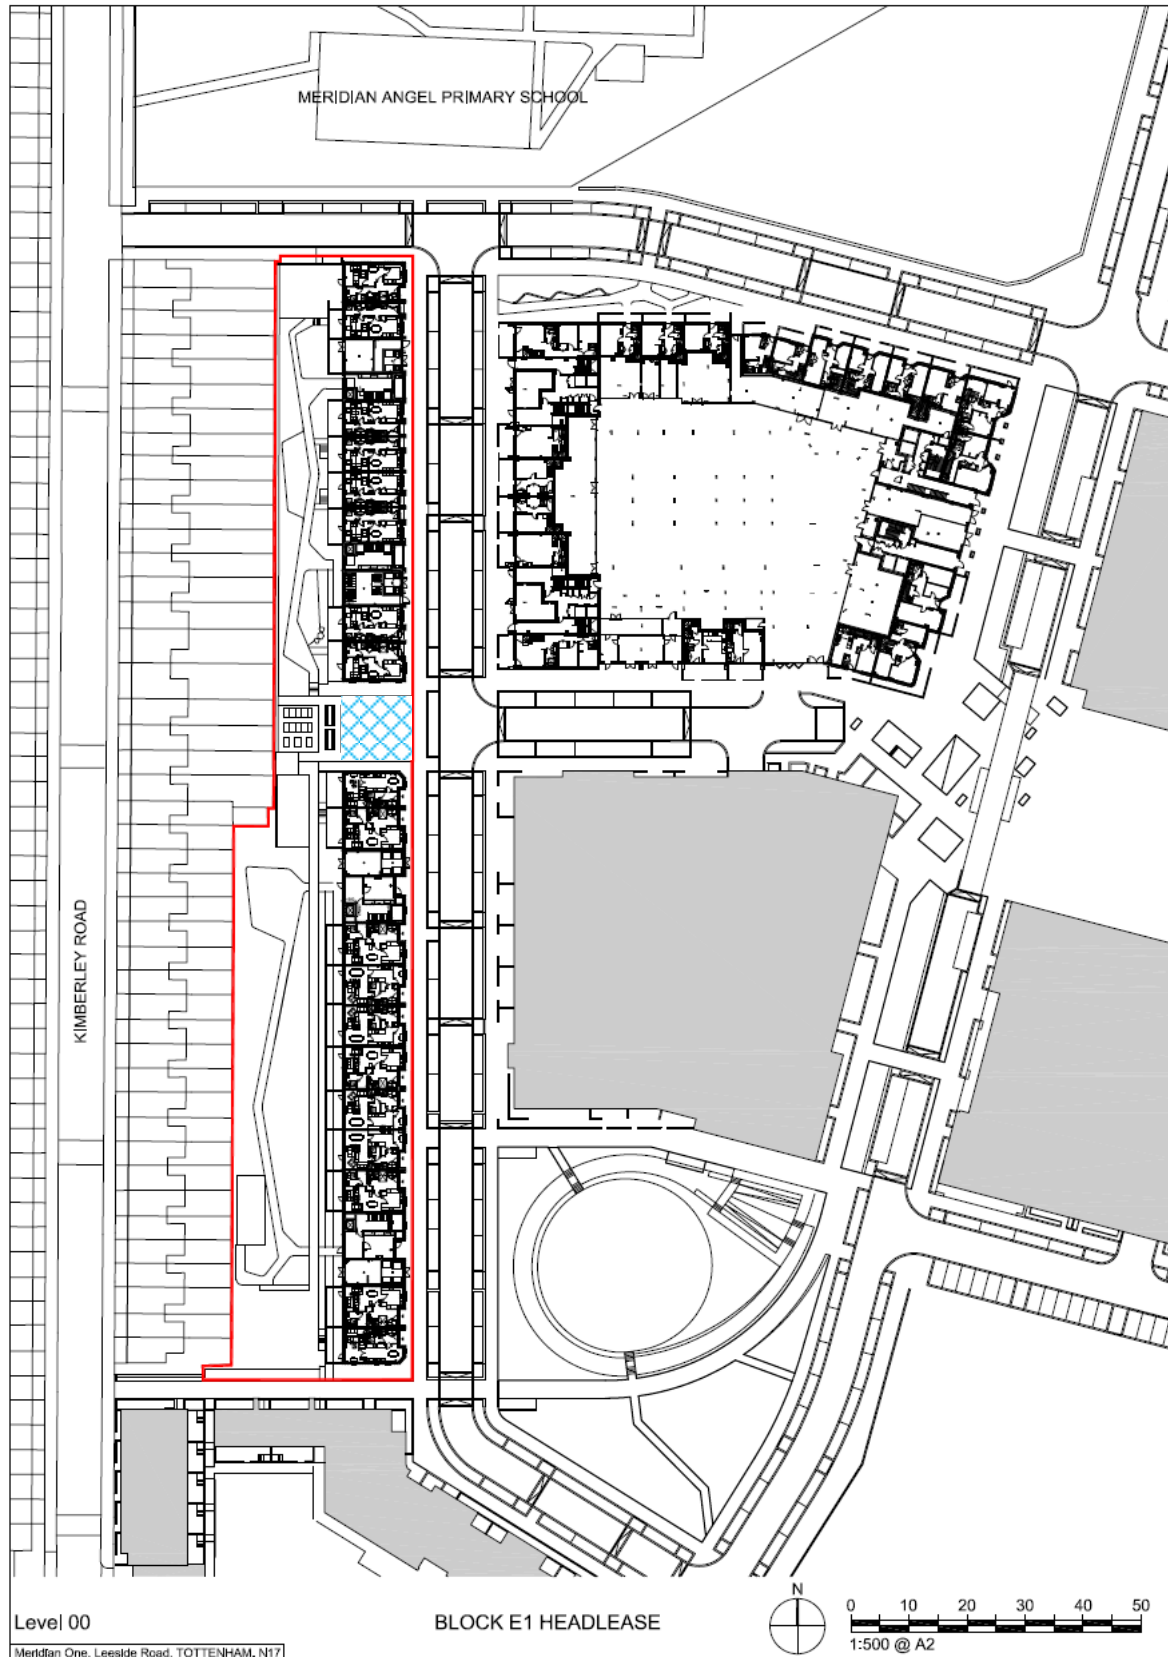 MERIDIAN ANGEL PRIMARY SCHOOL
KIMBERLEY ROAD
Level 00
BLOCK E1 HEADLEASE
N
0 10 20 30 40 50
1:500 @ A2
Meridian One, Leeside Road, TOTTENHAM, N17